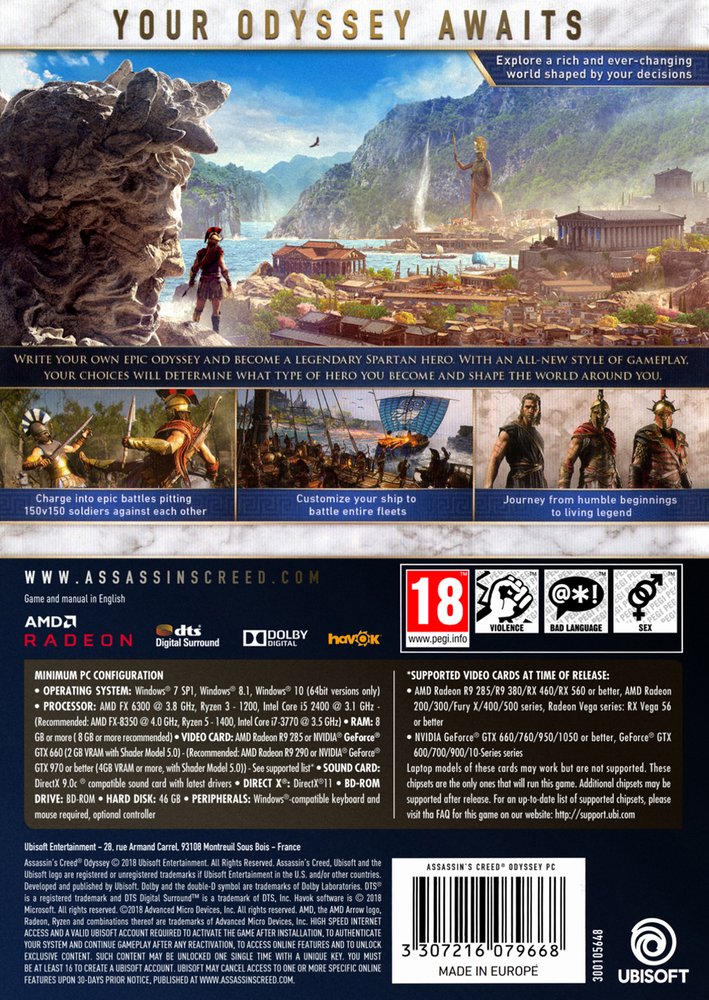 YOUR ODYSSEY AWAITS
Explore a rich and ever-changing
world shaped by your decisions
WRITE YOUR OWN EPIC ODYSSEY AND BECOME A LEGENDARY SPARTAN HERO. WITH AN ALL-NEW STYLE OF GAMEPLAY,
YOUR CHOICES WILL DETERMINE WHAT TYPE OF HERO YOU BECOME AND SHAPE THE WORLD AROUND YOU.
Charge into epic battles pitting
150v150 soldiers against each other
Customize your ship to
battle entire fleets
Journey from humble beginnings
to living legend
WWW.ASSASSINSCREED.COM
Game and manual in English
AMD
RADEON
dts
Digital Surround
DOLBY
DIGITAL
havok
18
www.pegi.info
VIOLENCE
BAD LANGUAGE
SEX
MINIMUM PC CONFIGURATION
• OPERATING SYSTEM: Windows® 7 SP1, Windows® 8.1, Windows® 10 (64bit versions only)
• PROCESSOR: AMD FX 6300 @ 3.8 GHz, Ryzen 3 - 1200, Intel Core i5 2400 @ 3.1 GHz -
(Recommended: AMD FX-8350 @ 4.0 GHz, Ryzen 5 - 1400, Intel Core i7-3770 @ 3.5 GHz) • RAM: 8
GB or more ( 8 GB or more recommended) • VIDEO CARD: AMD Radeon R9 285 or NVIDIA® GeForce®
GTX 660 (2 GB VRAM with Shader Model 5.0) - (Recommended: AMD Radeon R9 290 or NVIDIA® GeForce®
GTX 970 or better (4GB VRAM or more, with Shader Model 5.0)) - See supported list* • SOUND CARD:
DirectX 9.0c ® compatible sound card with latest drivers • DIRECT X®: DirectX®11 • BD-ROM
DRIVE: BD-ROM • HARD DISK: 46 GB • PERIPHERALS: Windows®-compatible keyboard and
mouse required, optional controller
*SUPPORTED VIDEO CARDS AT TIME OF RELEASE:
• AMD Radeon R9 285/R9 380/RX 460/RX 560 or better, AMD Radeon
200/300/Fury X/400/500 series, Radeon Vega series: RX Vega 56
or better
• NVIDIA GeForce® GTX 660/760/950/1050 or better, GeForce® GTX
600/700/900/10-Series series
Laptop models of these cards may work but are not supported. These
chipsets are the only ones that will run this game. Additional chipsets may be
supported after release. For an up-to-date list of supported chipsets, please
visit tha FAQ for this game on our website: http://support.ubi.com
Ubisoft Entertainment – 28, rue Armand Carrel, 93108 Montreuil Sous Bois – France
Assassin's Creed® Odyssey © 2018 Ubisoft Entertainment. All Rights Reserved. Assassin's Creed, Ubisoft and the
Ubisoft logo are registered or unregistered trademarks if Ubisoft Entertainment in the U.S. and/or other countries.
Developed and published by Ubisoft. Dolby and the double-D symbol are trademarks of Dolby Laboratories. DTS®
is a registered trademark and DTS Digital Surround™ is a trademark of DTS, Inc. Havok software is © 2018
Microsoft. All rights reserved. ©2018 Advanced Micro Devices, Inc. All rights reserved. AMD, the AMD Arrow logo,
Radeon, Ryzen and combinations thereof are trademarks of Advanced Micro Devices, Inc. HIGH SPEED INTERNET
ACCESS AND A VALID UBISOFT ACCOUNT REQUIRED TO ACTIVATE THE GAME AFTER INSTALLATION, TO AUTHENTICATE
YOUR SYSTEM AND CONTINUE GAMEPLAY AFTER ANY REACTIVATION, TO ACCESS ONLINE FEATURES AND TO UNLOCK
EXCLUSIVE CONTENT. SUCH CONTENT MAY BE UNLOCKED ONE SINGLE TIME WITH A UNIQUE KEY. YOU MUST
BE AT LEAST 16 TO CREATE A UBISOFT ACCOUNT. UBISOFT MAY CANCEL ACCESS TO ONE OR MORE SPECIFIC ONLINE
FEATURES UPON 30-DAYS PRIOR NOTICE, PUBLISHED AT WWW.ASSASSINSCREED.COM
ASSASSIN'S CREED® ODYSSEY PC
3 307216 079668
MADE IN EUROPE
300105648
UBISOFT